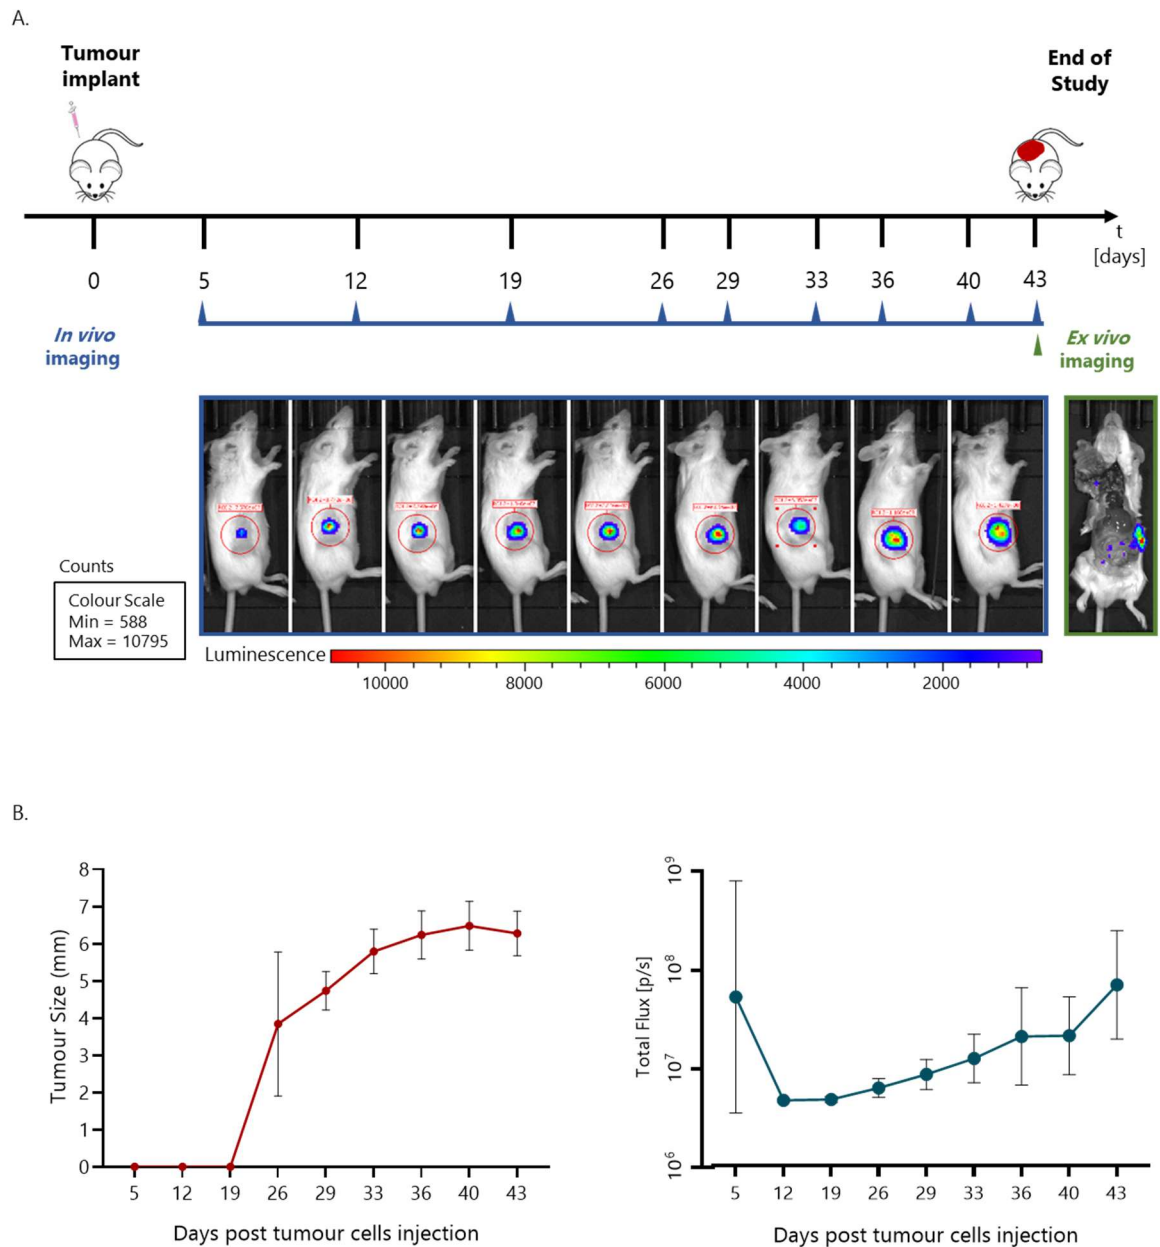 A.
Tumour
implant
End of
Study
t
[days]
0 5 12 19 26 29 33 36 40 43
In vivo
imaging
Ex vivo
imaging
Counts
Colour Scale
Min = 588
Max = 10795
Luminescence
10000 8000 6000 4000 2000
B.
Tumour Size (mm)
8
7
6
5
4
3
2
1
0
5 12 19 26 29 33 36 40 43
Days post tumour cells injection
Total Flux [p/s]
10⁹
10⁸
10⁷
10⁶
5 12 19 26 29 33 36 40 43
Days post tumour cells injection